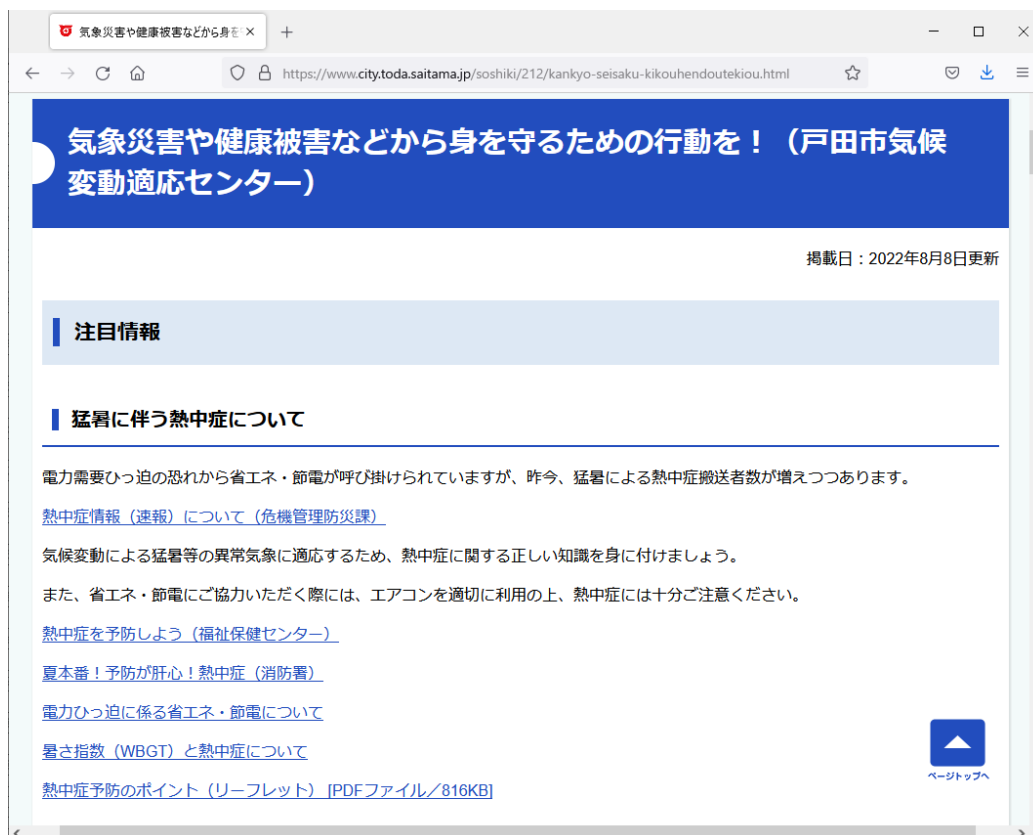 気象災害や健康被害などから身を
https://www.city.toda.saitama.jp/soshiki/212/kankyo-seisaku-kikouhendoutekiou.html
気象災害や健康被害などから身を守るための行動を！（戸田市気候
変動適応センター）
掲載日：2022年8月8日更新
注目情報
猛暑に伴う熱中症について
電力需要ひっ迫の恐れから省エネ・節電が呼び掛けられていますが、昨今、猛暑による熱中症搬送者数が増えつつあります。
熱中症情報（速報）について（危機管理防災課）
気候変動による猛暑等の異常気象に適応するため、熱中症に関する正しい知識を身に付けましょう。
また、省エネ・節電にご協力いただく際には、エアコンを適切に利用の上、熱中症には十分ご注意ください。
熱中症を予防しよう（福祉保健センター）
夏本番！予防が肝心！熱中症（消防署）
電力ひっ迫に係る省エネ・節電について
暑さ指数（WBGT）と熱中症について
熱中症予防のポイント（リーフレット） [PDFファイル／816KB]
ページトップへ